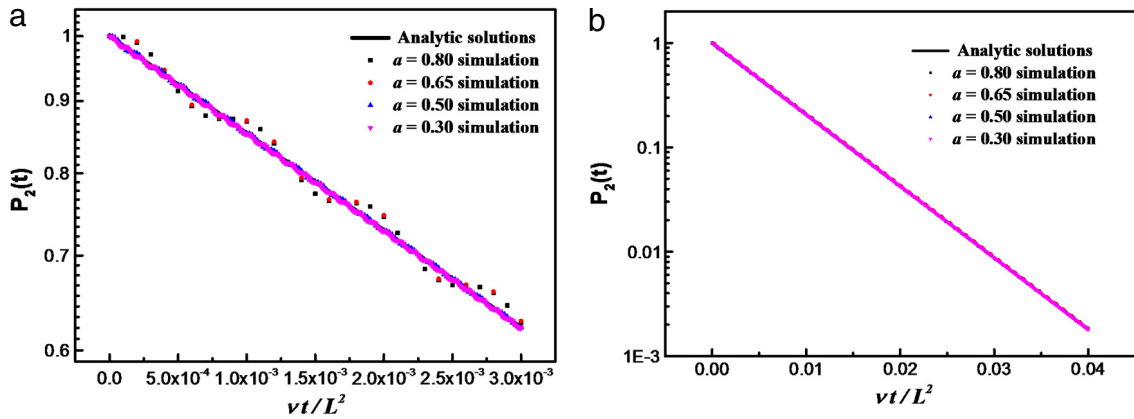 a
1
0.9
0.8
0.7
0.6
P2(t)
Analytic solutions
a = 0.80 simulation
a = 0.65 simulation
a = 0.50 simulation
a = 0.30 simulation
0.0 5.0x10-4 1.0x10-3 1.5x10-3 2.0x10-3 2.5x10-3 3.0x10-3
νt/L2
b
1
0.1
0.01
1E-3
P2(t)
Analytic solutions
a = 0.80 simulation
a = 0.65 simulation
a = 0.50 simulation
a = 0.30 simulation
0.00 0.01 0.02 0.03 0.04
νt/L2